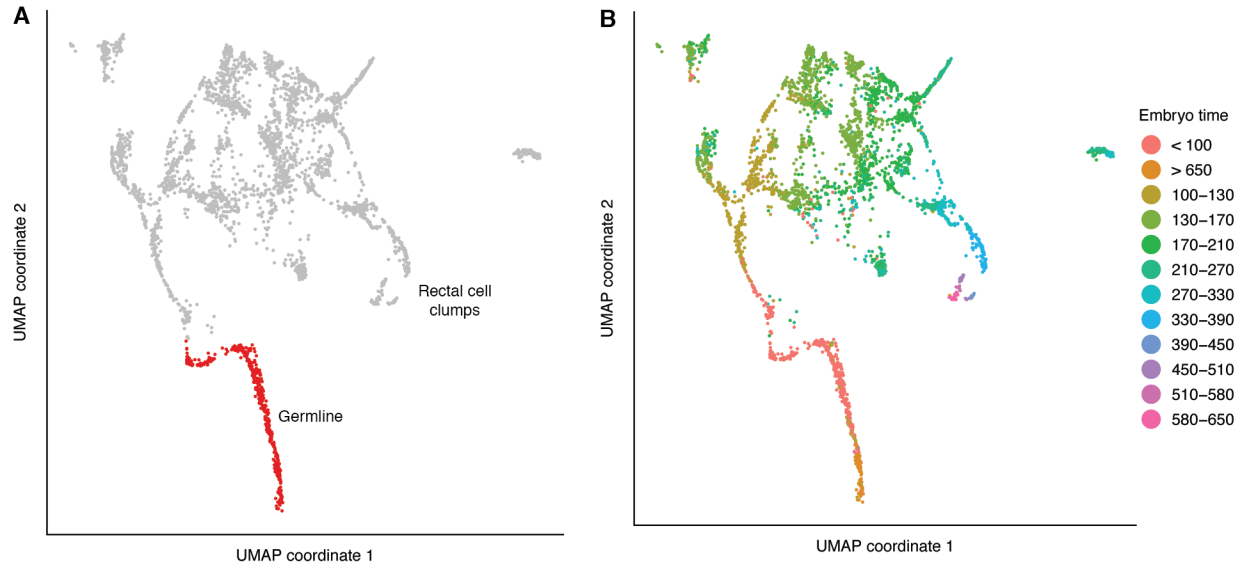 A
UMAP coordinate 2
Rectal cell
clumps
Germline
UMAP coordinate 1
B
UMAP coordinate 2
UMAP coordinate 1
Embryo time
< 100
> 650
100–130
130–170
170–210
210–270
270–330
330–390
390–450
450–510
510–580
580–650